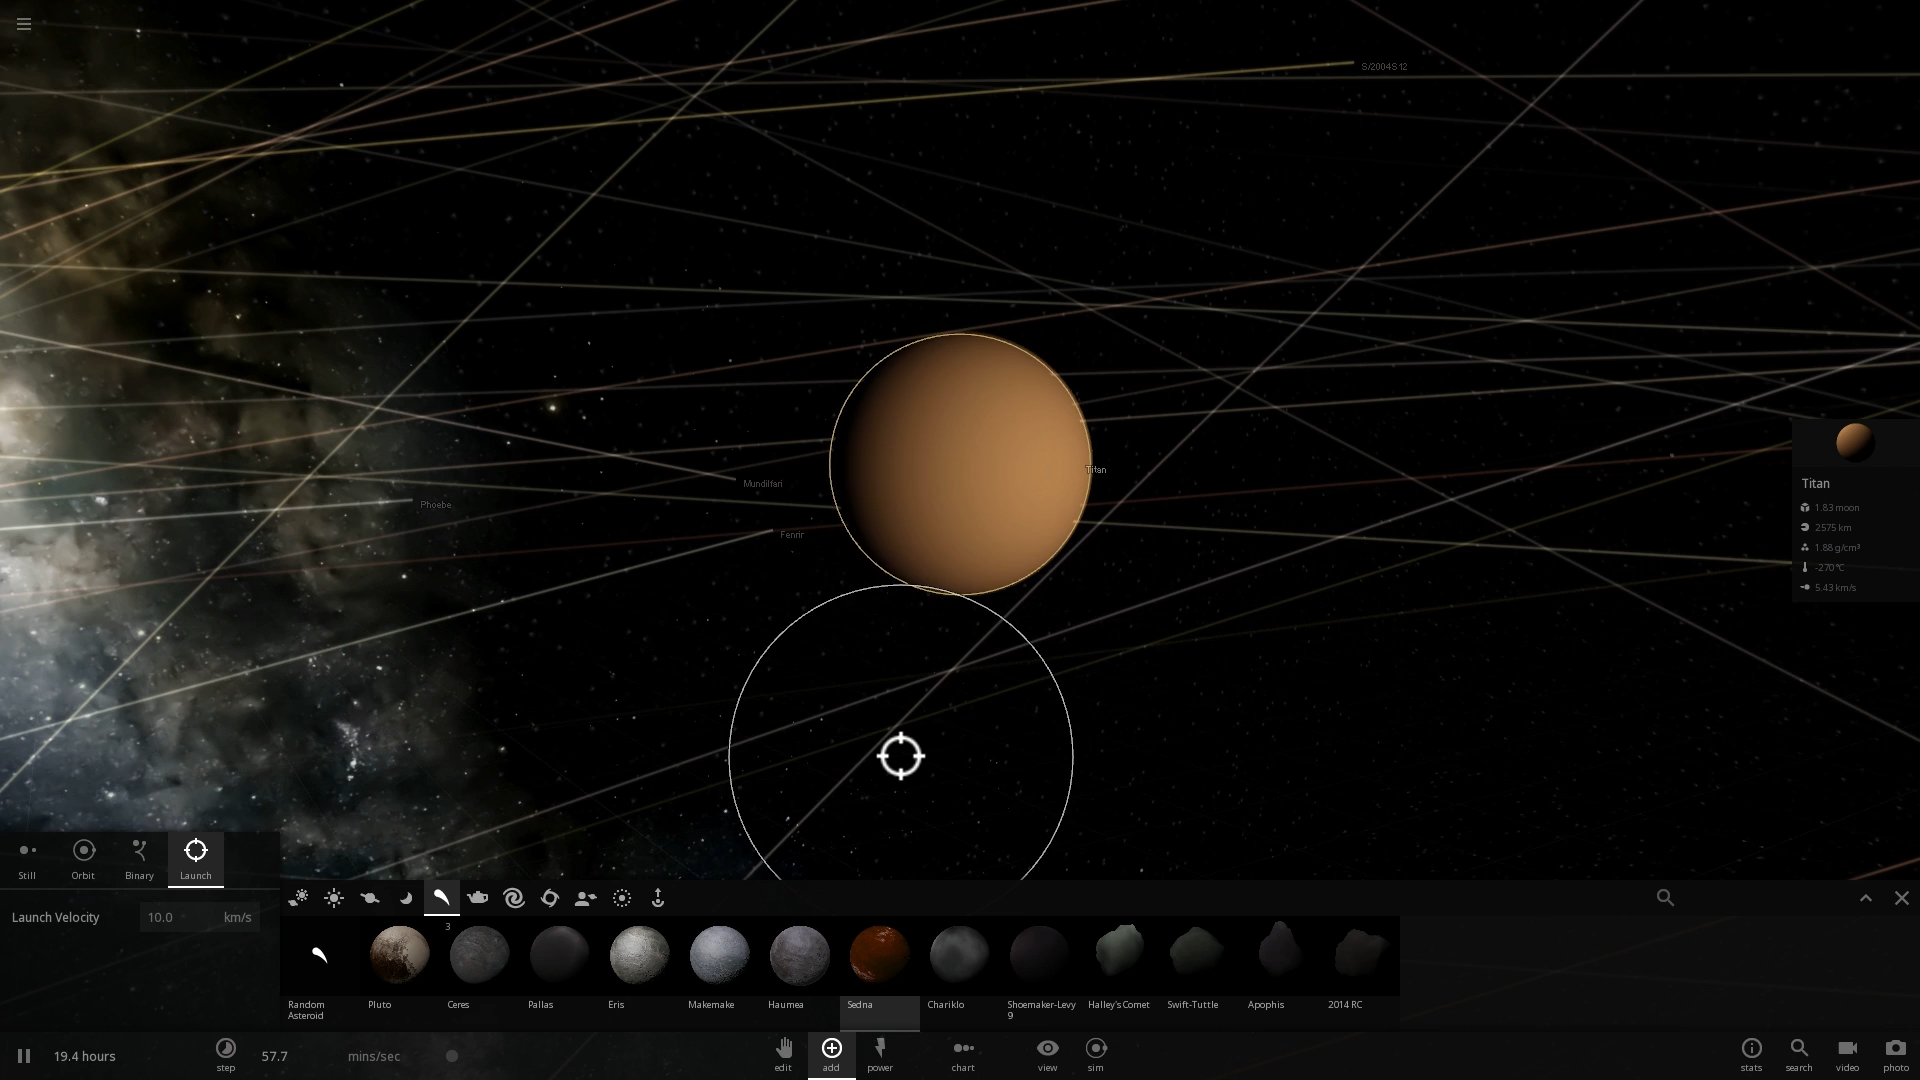 S/2004S12
Titan
Mundilfari
Phoebe
Fenrir
Titan
1.83 moon
2575 km
1.88 g/cm³
-270°C
5.43 km/s
Still
Orbit
Binary
Launch
Launch Velocity
10.0
km/s
3
Random
Asteroid
Pluto
Ceres
Pallas
Eris
Makemake
Haumea
Sedna
Chariklo
Shoemaker-Levy
9
Halley's Comet
Swift-Tuttle
Apophis
2014 RC
19.4 hours
step
57.7
mins/sec
edit
add
power
chart
view
sim
stats
search
video
photo